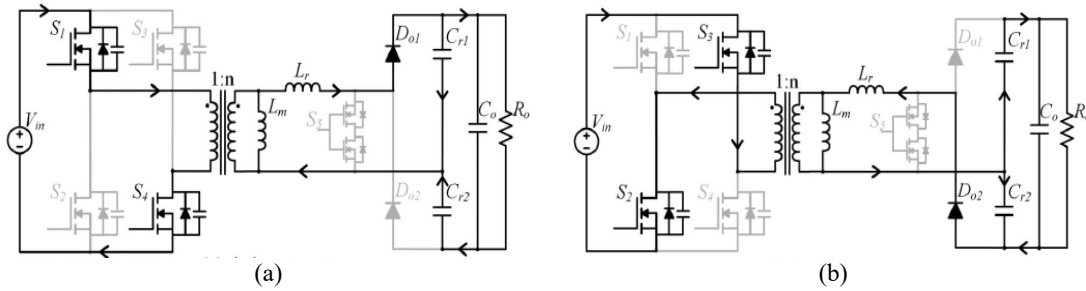 S1
S3
Do1
Cr1
1:n
Lr
Lm
S5
Co
Ro
Vin
S2
S4
Do2
Cr2
(a)
S1
S3
Do1
Cr1
1:n
Lr
Lm
S5
Co
R
Vin
S2
S4
Do2
Cr2
(b)